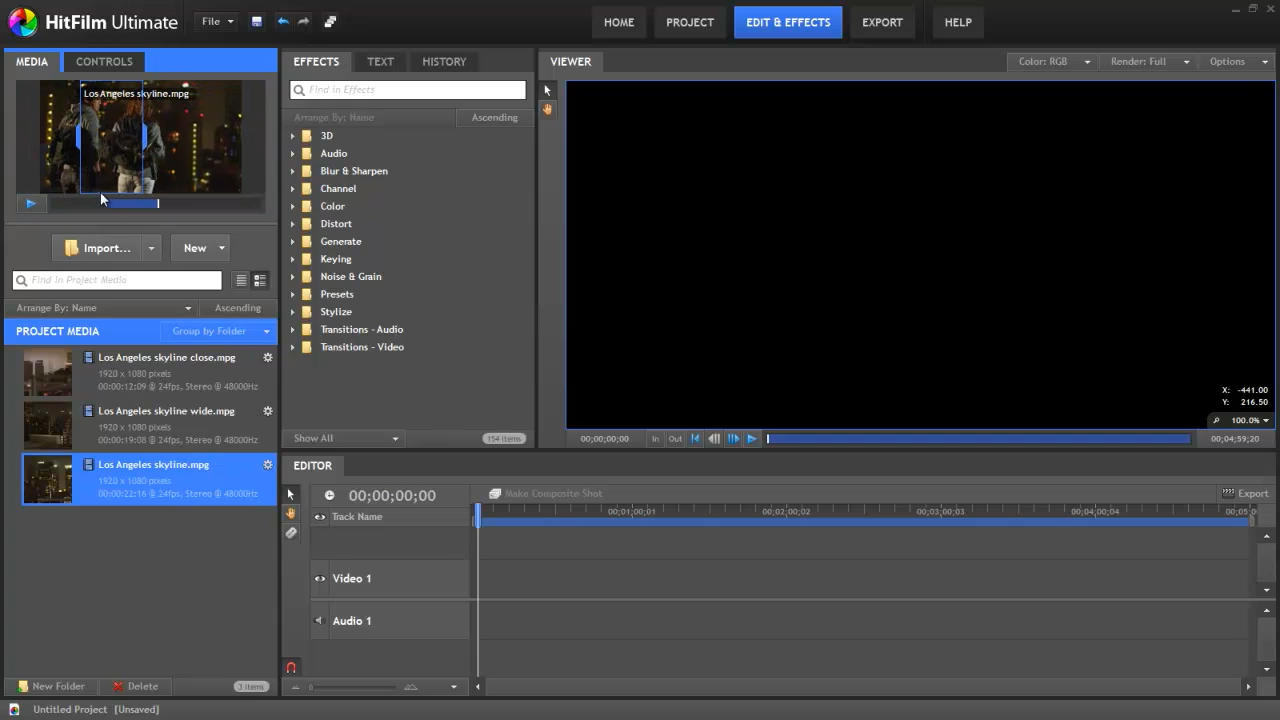 HitFilm Ultimate
File
HOME
PROJECT
EDIT & EFFECTS
EXPORT
HELP
MEDIA
CONTROLS
Los Angeles skyline.mpg
Import...
New
Find in Project Media
Arrange By: Name
Ascending
PROJECT MEDIA
Group by Folder
Los Angeles skyline close.mpg
1920 x 1080 pixels
00:00:12:09 @ 24fps, Stereo @ 48000Hz
Los Angeles skyline wide.mpg
1920 x 1080 pixels
00:00:19:08 @ 24fps, Stereo @ 48000Hz
Los Angeles skyline.mpg
1920 x 1080 pixels
00:00:22:16 @ 24fps, Stereo @ 48000Hz
New Folder
Delete
3 items
EFFECTS
TEXT
HISTORY
Find in Effects
Arrange By: Name
Ascending
3D
Audio
Blur & Sharpen
Channel
Color
Distort
Generate
Keying
Noise & Grain
Presets
Stylize
Transitions - Audio
Transitions - Video
Show All
154 items
VIEWER
Color: RGB
Render: Full
Options
X: -441.00
Y: 216.50
100.0%
00;00;00;00
In
Out
00;04;59;20
EDITOR
00;00;00;00
Make Composite Shot
Export
Track Name
00;01;00;01
00;02;00;02
00;03;00;03
00;04;00;04
Video 1
Audio 1
Untitled Project [Unsaved]